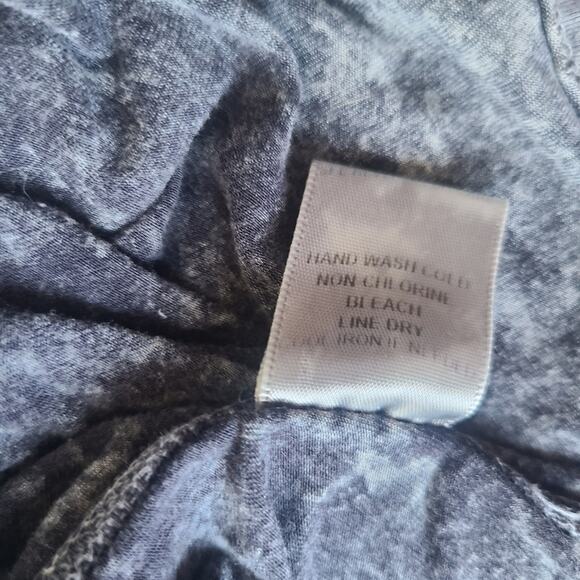 HAND WASH COLD
NON-CHLORINE
BLEACH
LINE DRY
IRON IF NEEDED